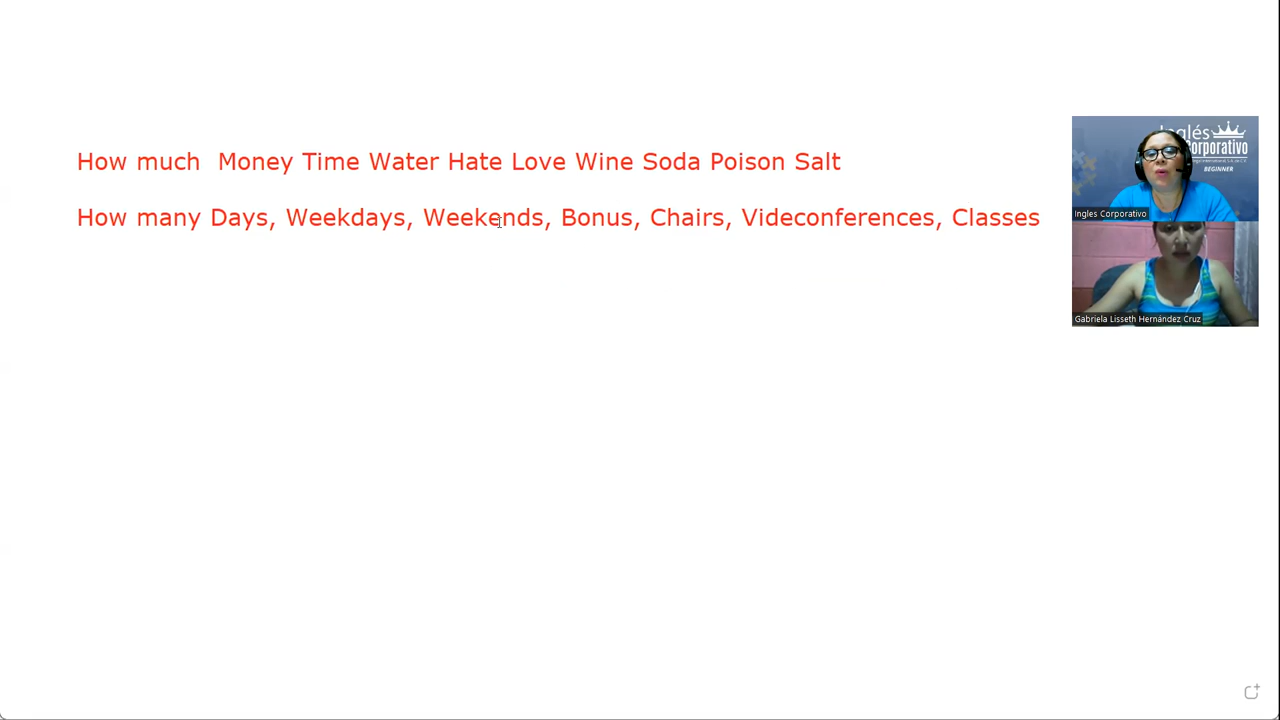 How much  Money Time Water Hate Love Wine Soda Poison Salt
How many Days, Weekdays, Weekends, Bonus, Chairs, Videconferences, Classes
Inglés
Corporativo
BEGINNER
Ingles Corporativo
Gabriela Lisseth Hernández Cruz